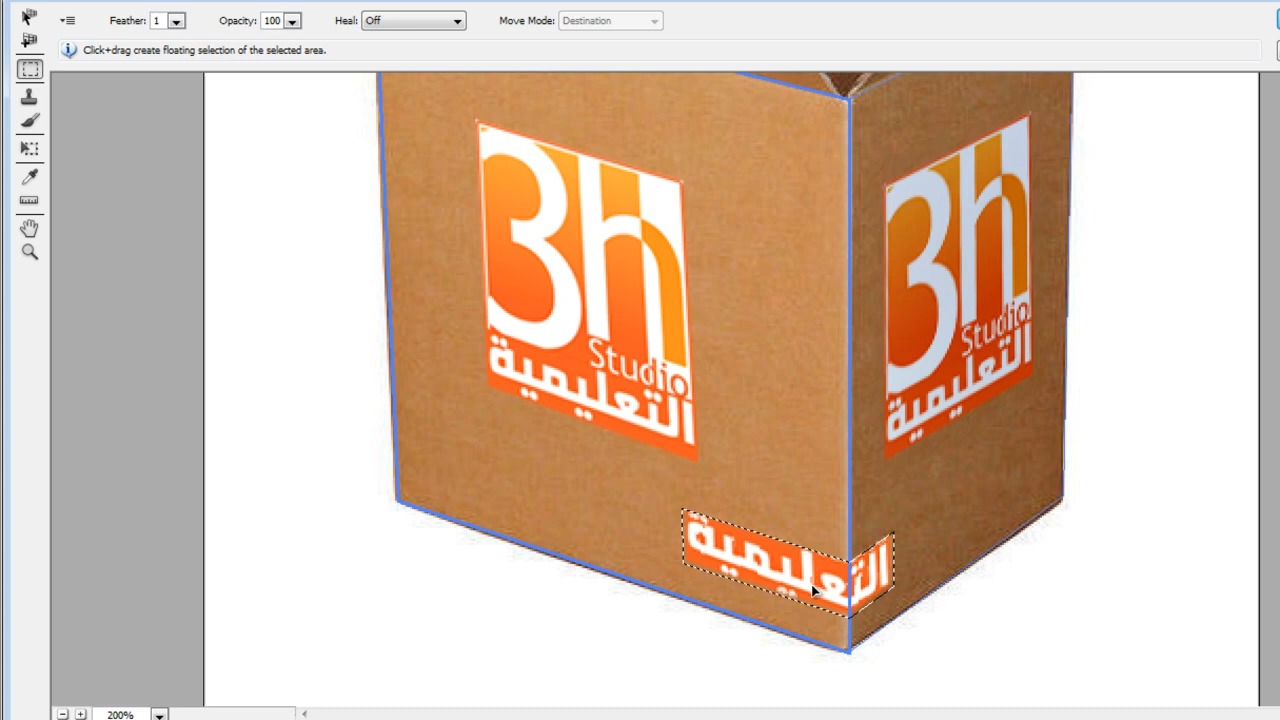 Feather: 1 Opacity: 100 Heal: Off Move Mode: Destination
Click+drag create floating selection of the selected area.
3h
Studio
التعليمية
3h
Studio
التعليمية
التعليمية
200%